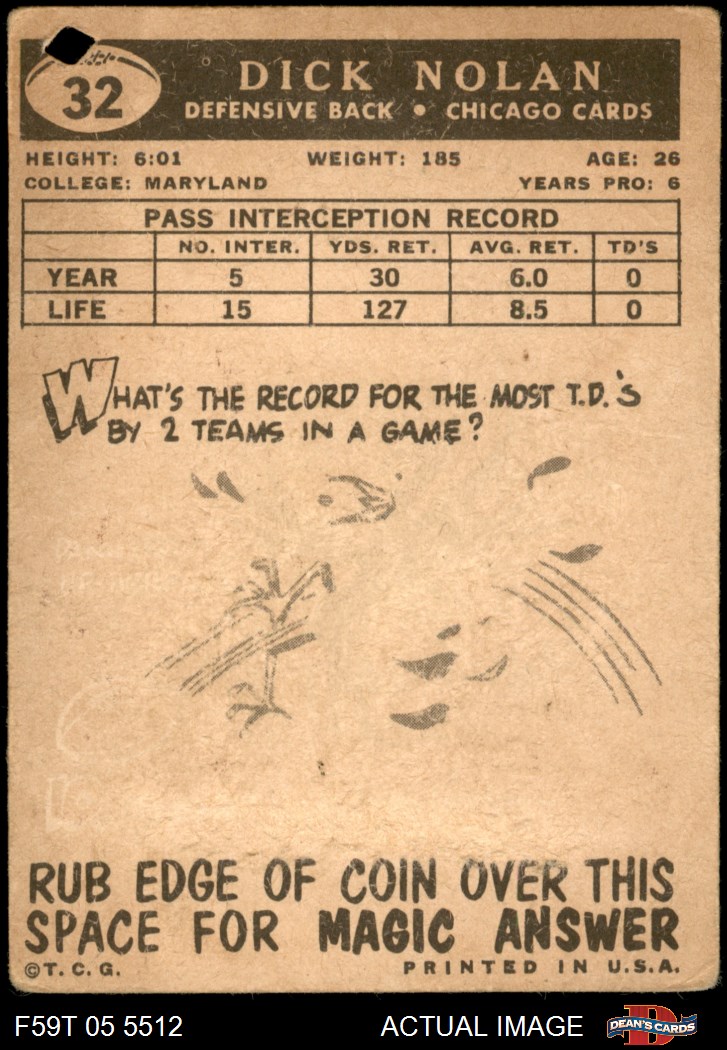 32
DICK NOLAN
DEFENSIVE BACK • CHICAGO CARDS
HEIGHT: 6:01 WEIGHT: 185 AGE: 26
COLLEGE: MARYLAND YEARS PRO: 6
PASS INTERCEPTION RECORD
NO. INTER. YDS. RET. AVG. RET. TD'S
YEAR 5 30 6.0 0
LIFE 15 127 8.5 0
WHAT'S THE RECORD FOR THE MOST T.D.'S
BY 2 TEAMS IN A GAME?
RUB EDGE OF COIN OVER THIS
SPACE FOR MAGIC ANSWER
©T.C.G. PRINTED IN U.S.A.
F59T 05 5512 ACTUAL IMAGE DEAN'S CARDS